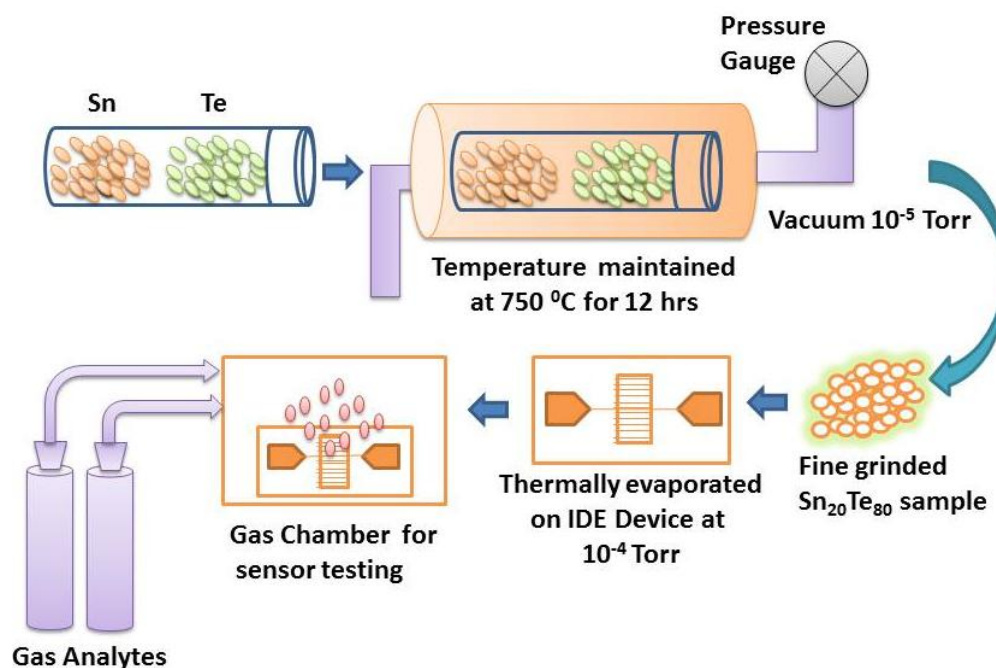 Pressure
Gauge
Sn
Te
Vacuum 10⁻⁵ Torr
Temperature maintained
at 750 ⁰C for 12 hrs
Fine grinded
Sn₂₀Te₈₀ sample
Thermally evaporated
on IDE Device at
10⁻⁴ Torr
Gas Chamber for
sensor testing
Gas Analytes